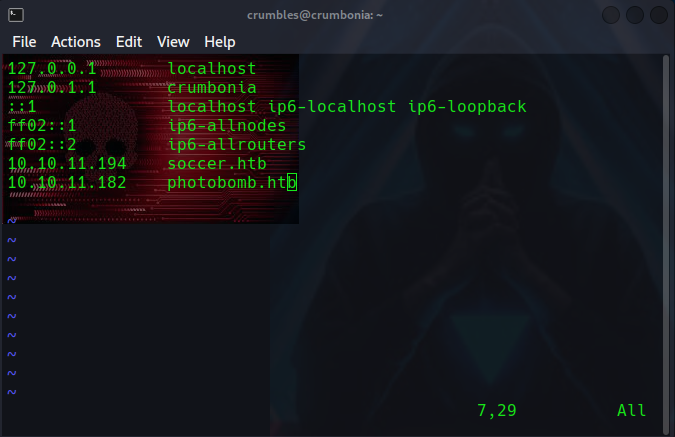 crumbles@crumbonia: ~
File Actions Edit View Help
127.0.0.1 localhost
127.0.1.1 crumbonia
::1 localhost ip6-localhost ip6-loopback
ff02::1 ip6-allnodes
ff02::2 ip6-allrouters
10.10.11.194 soccer.htb
10.10.11.182 photobomb.htb
~
~
~
~
~
~
~
~
~
~
7,29 All